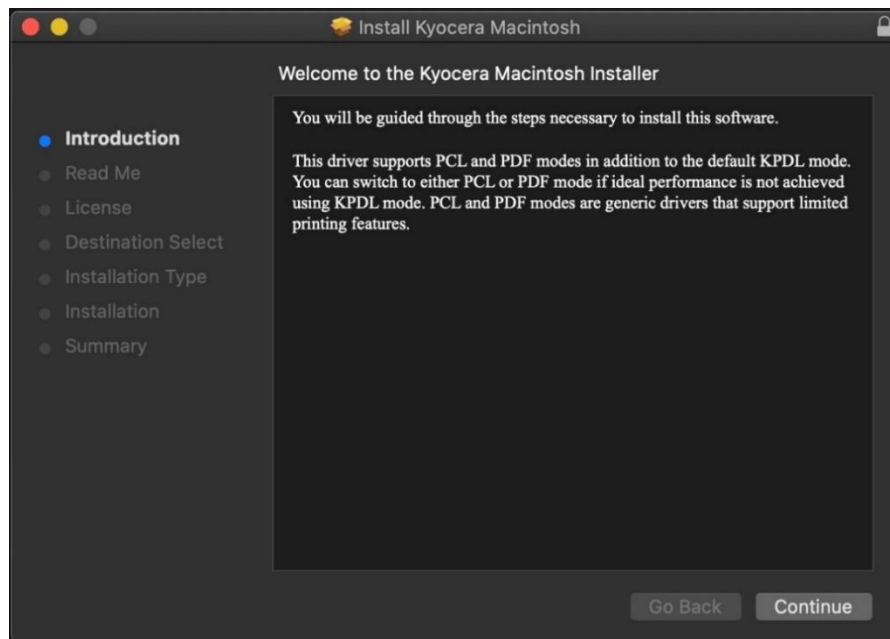 Install Kyocera Macintosh
Welcome to the Kyocera Macintosh Installer
Introduction
Read Me
License
Destination Select
Installation Type
Installation
Summary
You will be guided through the steps necessary to install this software.
This driver supports PCL and PDF modes in addition to the default KPDL mode.
You can switch to either PCL or PDF mode if ideal performance is not achieved
using KPDL mode. PCL and PDF modes are generic drivers that support limited
printing features.
Go Back
Continue